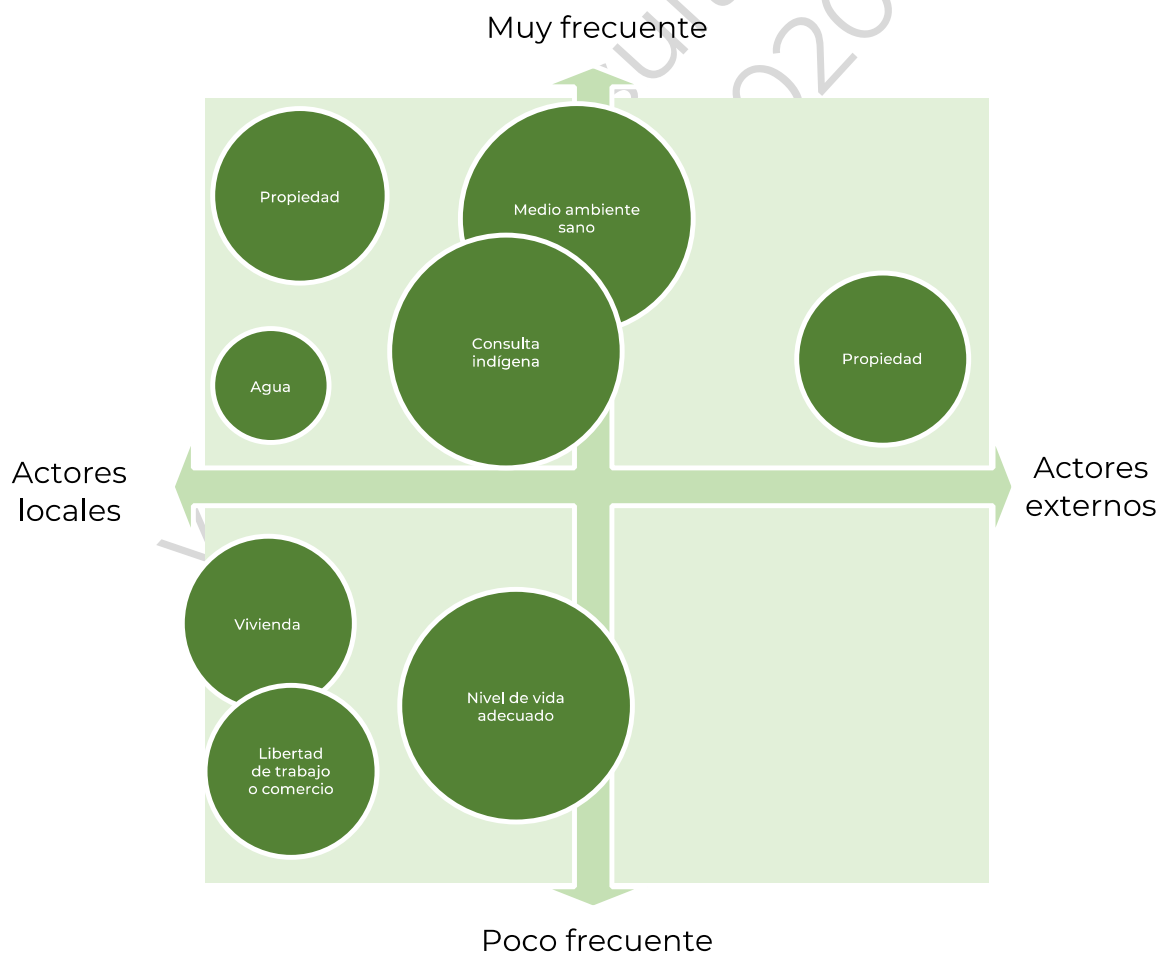 Muy frecuente
Propiedad
Medio ambiente
sano
Consulta
indígena
Propiedad
Agua
Actores
locales
Actores
externos
Vivienda
Nivel de vida
adecuado
Libertad
de trabajo
o comercio
Poco frecuente